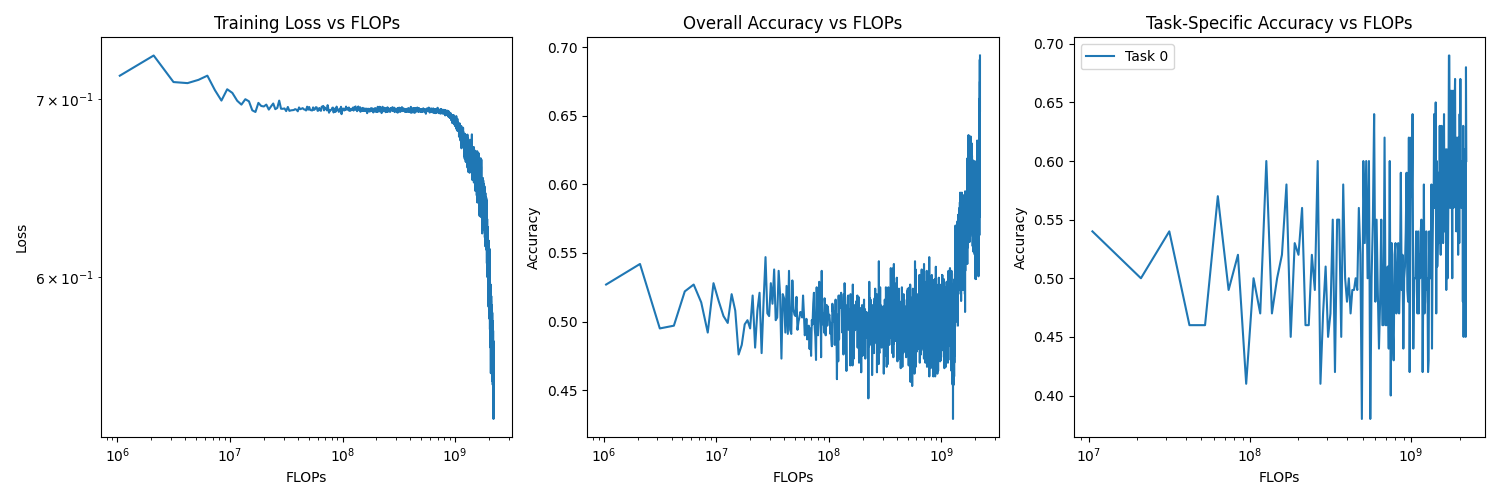 Training Loss vs FLOPs
Loss
7 × 10⁻¹
6 × 10⁻¹
10⁶
10⁷
10⁸
10⁹
FLOPs
Overall Accuracy vs FLOPs
Accuracy
0.70
0.65
0.60
0.55
0.50
0.45
10⁶
10⁷
10⁸
10⁹
FLOPs
Task-Specific Accuracy vs FLOPs
Task 0
Accuracy
0.70
0.65
0.60
0.55
0.50
0.45
0.40
10⁷
10⁸
10⁹
FLOPs